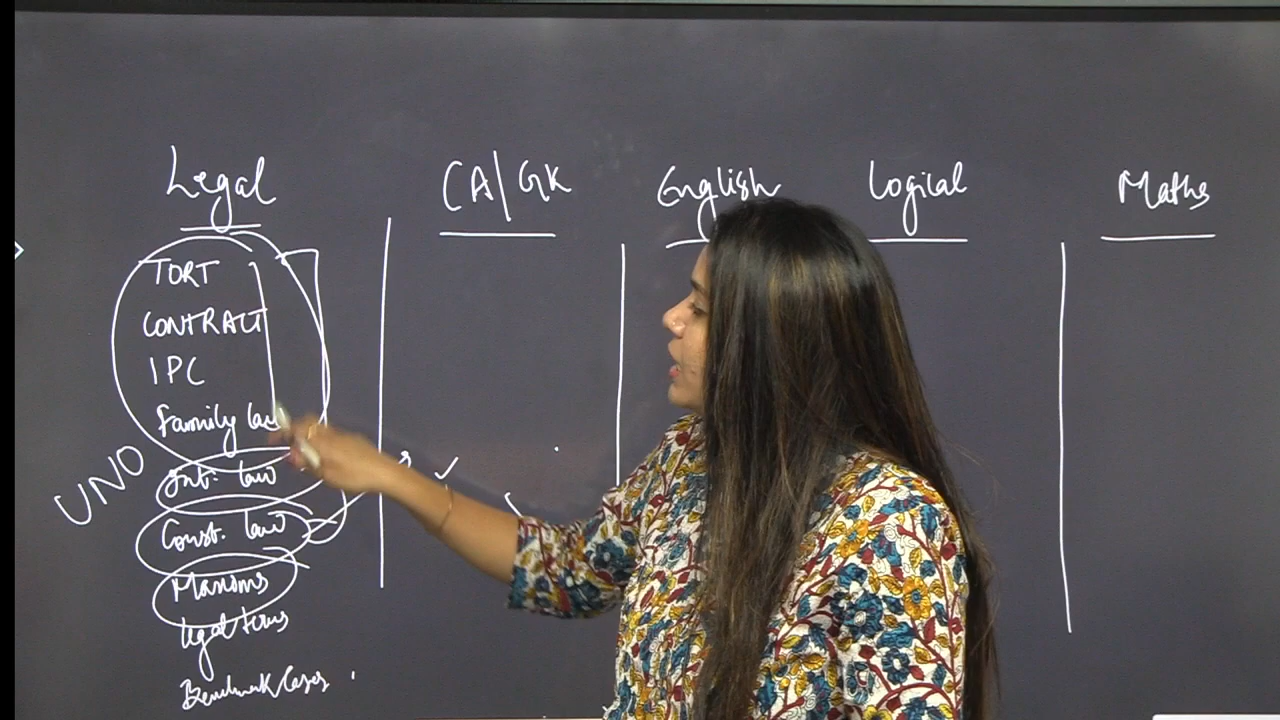 Legal CA/GK English Logical Maths
TORT
CONTRACT
IPC
Family law
UNO
Int. law
Const. law
Maxims
legal terms
Benchmark Cases